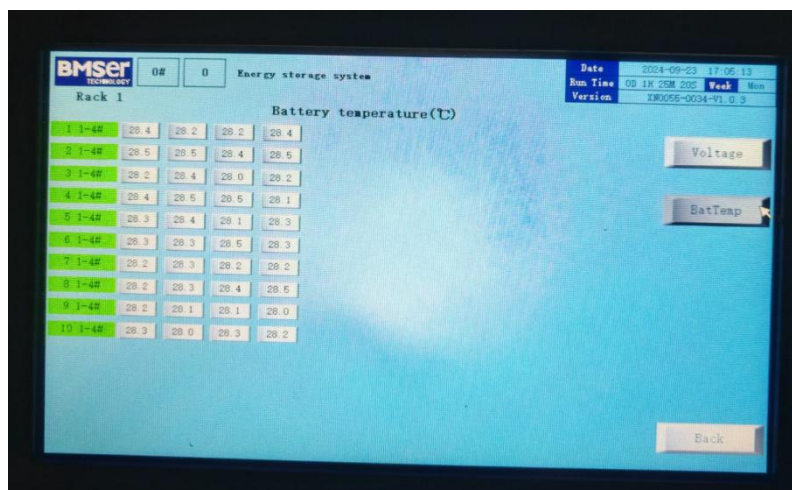 BMSer
TECHNOLOGY
0# 0 Energy storage system
Date 2024-09-23 17:05:13
Run Time 0D 1H 25M 20S Week Mon
Version XN0055-0034-V1.0.3
Rack 1
Battery temperature(℃)
1 1-4# 28.4 28.2 28.2 28.4
2 1-4# 28.5 28.5 28.4 28.5
3 1-4# 28.2 28.4 28.0 28.2
4 1-4# 28.4 28.5 28.5 28.1
5 1-4# 28.3 28.4 28.1 28.3
6 1-4# 28.3 28.3 28.5 28.3
7 1-4# 28.2 28.3 28.2 28.2
8 1-4# 28.2 28.3 28.4 28.5
9 1-4# 28.2 28.1 28.1 28.0
10 1-4# 28.3 28.0 28.3 28.2
Voltage
BatTemp
Back